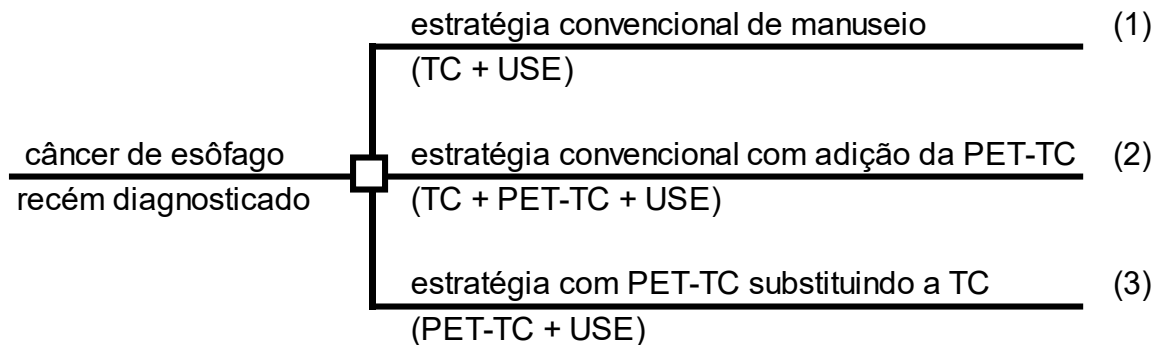 câncer de esôfago
recém diagnosticado
estratégia convencional de manuseio (1)
(TC + USE)
estratégia convencional com adição da PET-TC (2)
(TC + PET-TC + USE)
estratégia com PET-TC substituindo a TC (3)
(PET-TC + USE)